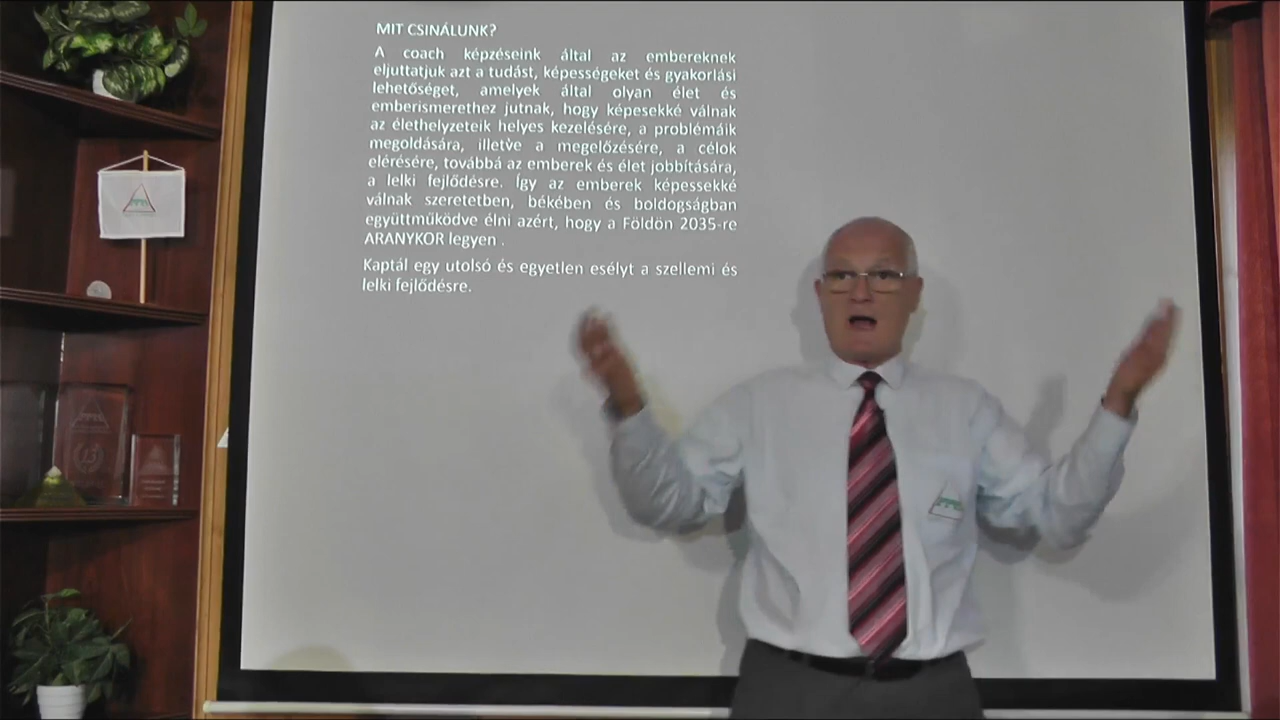 MIT CSINÁLUNK?
A coach képzéseink által az embereknek
eljuttatjuk azt a tudást, képességeket és gyakorlási
lehetőséget, amelyek által olyan élet és
emberismerethez jutnak, hogy képesekké válnak
az élethelyzeteik helyes kezelésére, a problémáik
megoldására, illetve a megelőzésére, a célok
elérésére, továbbá az emberek és élet jobbítására,
a lelki fejlődésre. Így az emberek képessekké
válnak szeretetben, békében és boldogságban
együttműködve élni azért, hogy a Földön 2035-re
ARANYKOR legyen .
Kaptál egy utolsó és egyetlen esélyt a szellemi és
lelki fejlődésre.
13